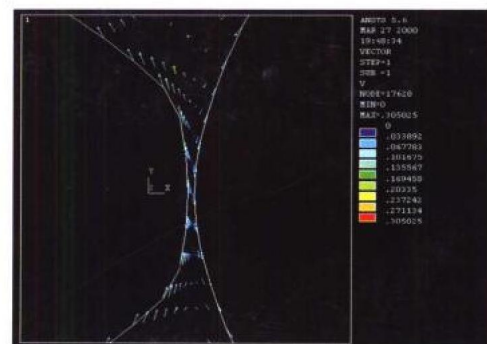 1
ANSYS 5.6
MAR 27 2000
19:48:34
VECTOR
STEP=1
SUB =1
V
NODE=17628
MIN=0
MAX=.305025
0
.033892
.067783
.101675
.135567
.169458
.20335
.237242
.271134
.305025
Y
X